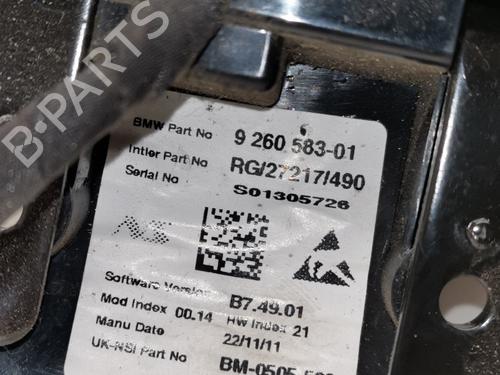 B-PARTS
BMW Part No 9 260 583-01
Intier Part No RG/27217/490
Serial No S01305726
Software Version B7.49.01
Mod Index 00.14 HW Index 21
Manu Date 22/11/11
UK-NSI Part No